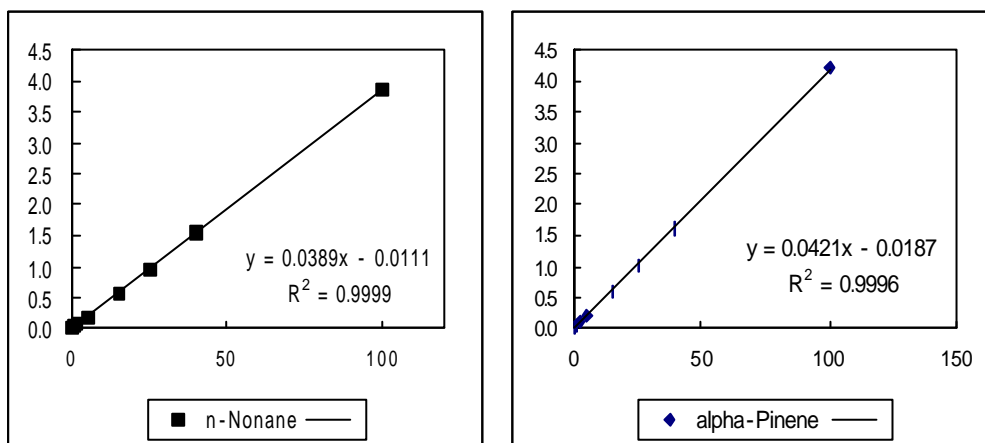 4.5
4.0
3.5
3.0
2.5
2.0
1.5
1.0
0.5
0.0
0 50 100
y = 0.0389x - 0.0111
R² = 0.9999
n-Nonane
4.5
4.0
3.5
3.0
2.5
2.0
1.5
1.0
0.5
0.0
0 50 100 150
y = 0.0421x - 0.0187
R² = 0.9996
alpha-Pinene